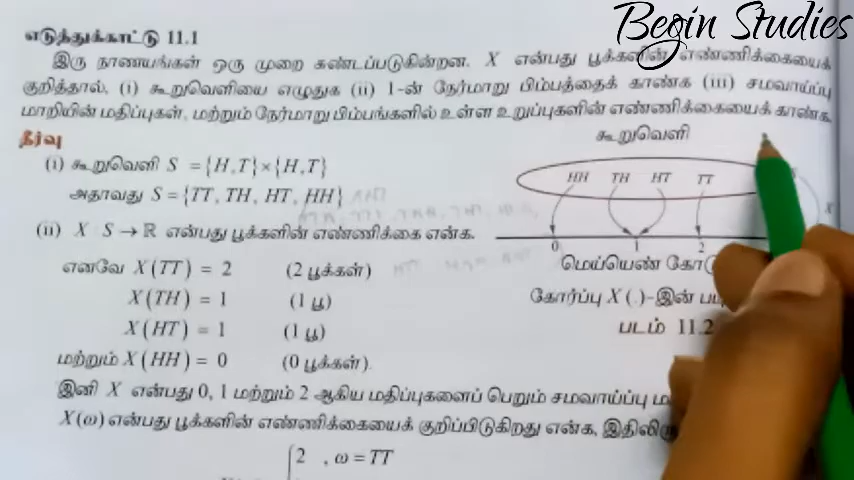 Begin Studies
எடுத்துக்காட்டு 11.1
இரு நாணயங்கள் ஒரு முறை சுண்டப்படுகின்றன. X என்பது பூக்களின் எண்ணிக்கையைக்
குறித்தால், (i) கூறுவெளியை எழுதுக (ii) 1-ன் நேர்மாறு பிம்பத்தைக் காண்க (iii) சமவாய்ப்பு
மாறியின் மதிப்புகள், மற்றும் நேர்மாறு பிம்பங்களில் உள்ள உறுப்புகளின் எண்ணிக்கையைக் காண்க.
தீர்வு
கூறுவெளி
(i) கூறுவெளி S = {H,T}×{H,T}
அதாவது S = {TT, TH, HT, HH}
HH TH HT TT
(ii) X S → ℝ என்பது பூக்களின் எண்ணிக்கை என்க.
0 1 2
மெய்யெண்
எனவே X(TT) = 2 (2 பூக்கள்)
X(TH) = 1 (1 பூ)
கோர்ப்பு X(.)-இன்
X(HT) = 1 (1 பூ)
படம் 11.2
மற்றும் X(HH) = 0 (0 பூக்கள்).
இனி X என்பது 0, 1 மற்றும் 2 ஆகிய மதிப்புகளைப் பெறும் சமவாய்ப்பு
X(ω) என்பது பூக்களின் எண்ணிக்கையைக் குறிப்பிடுகிறது என்க,
2 , ω = TT